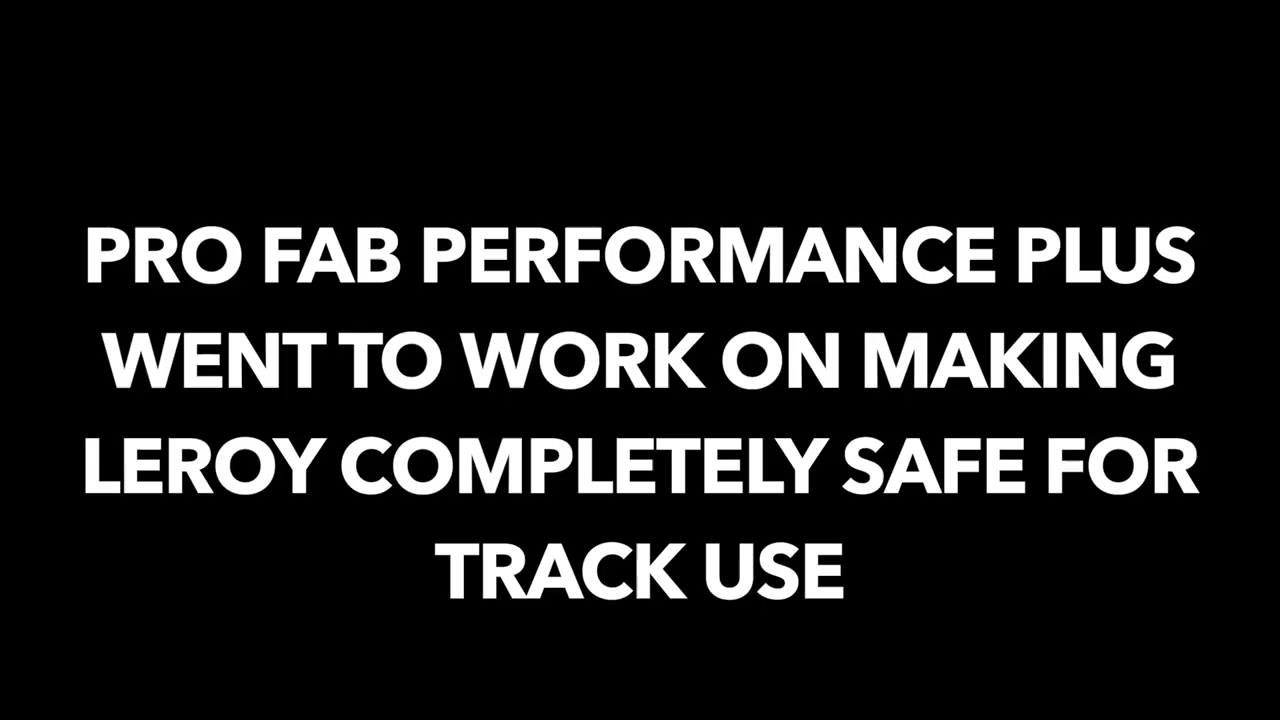 PRO FAB PERFORMANCE PLUS
WENT TO WORK ON MAKING
LEROY COMPLETELY SAFE FOR
TRACK USE